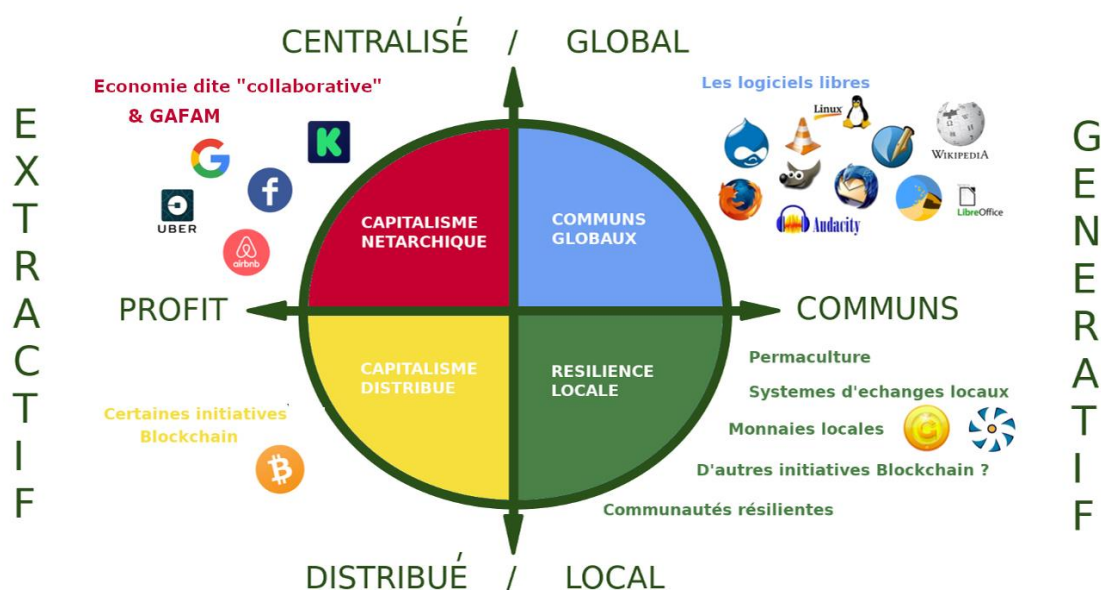 CENTRALISÉ / GLOBAL
Economie dite "collaborative"
& GAFAM
Les logiciels libres
Linux
WIKIPEDIA
UBER
airbnb
Audacity
LibreOffice
EXTRACTIF
GENERATIF
CAPITALISME
NETARCHIQUE
COMMUNS
GLOBAUX
PROFIT
COMMUNS
CAPITALISME
DISTRIBUE
RESILIENCE
LOCALE
Certaines initiatives
Blockchain
Permaculture
Systemes d'echanges locaux
Monnaies locales
D'autres initiatives Blockchain ?
Communautés résilientes
DISTRIBUÉ / LOCAL